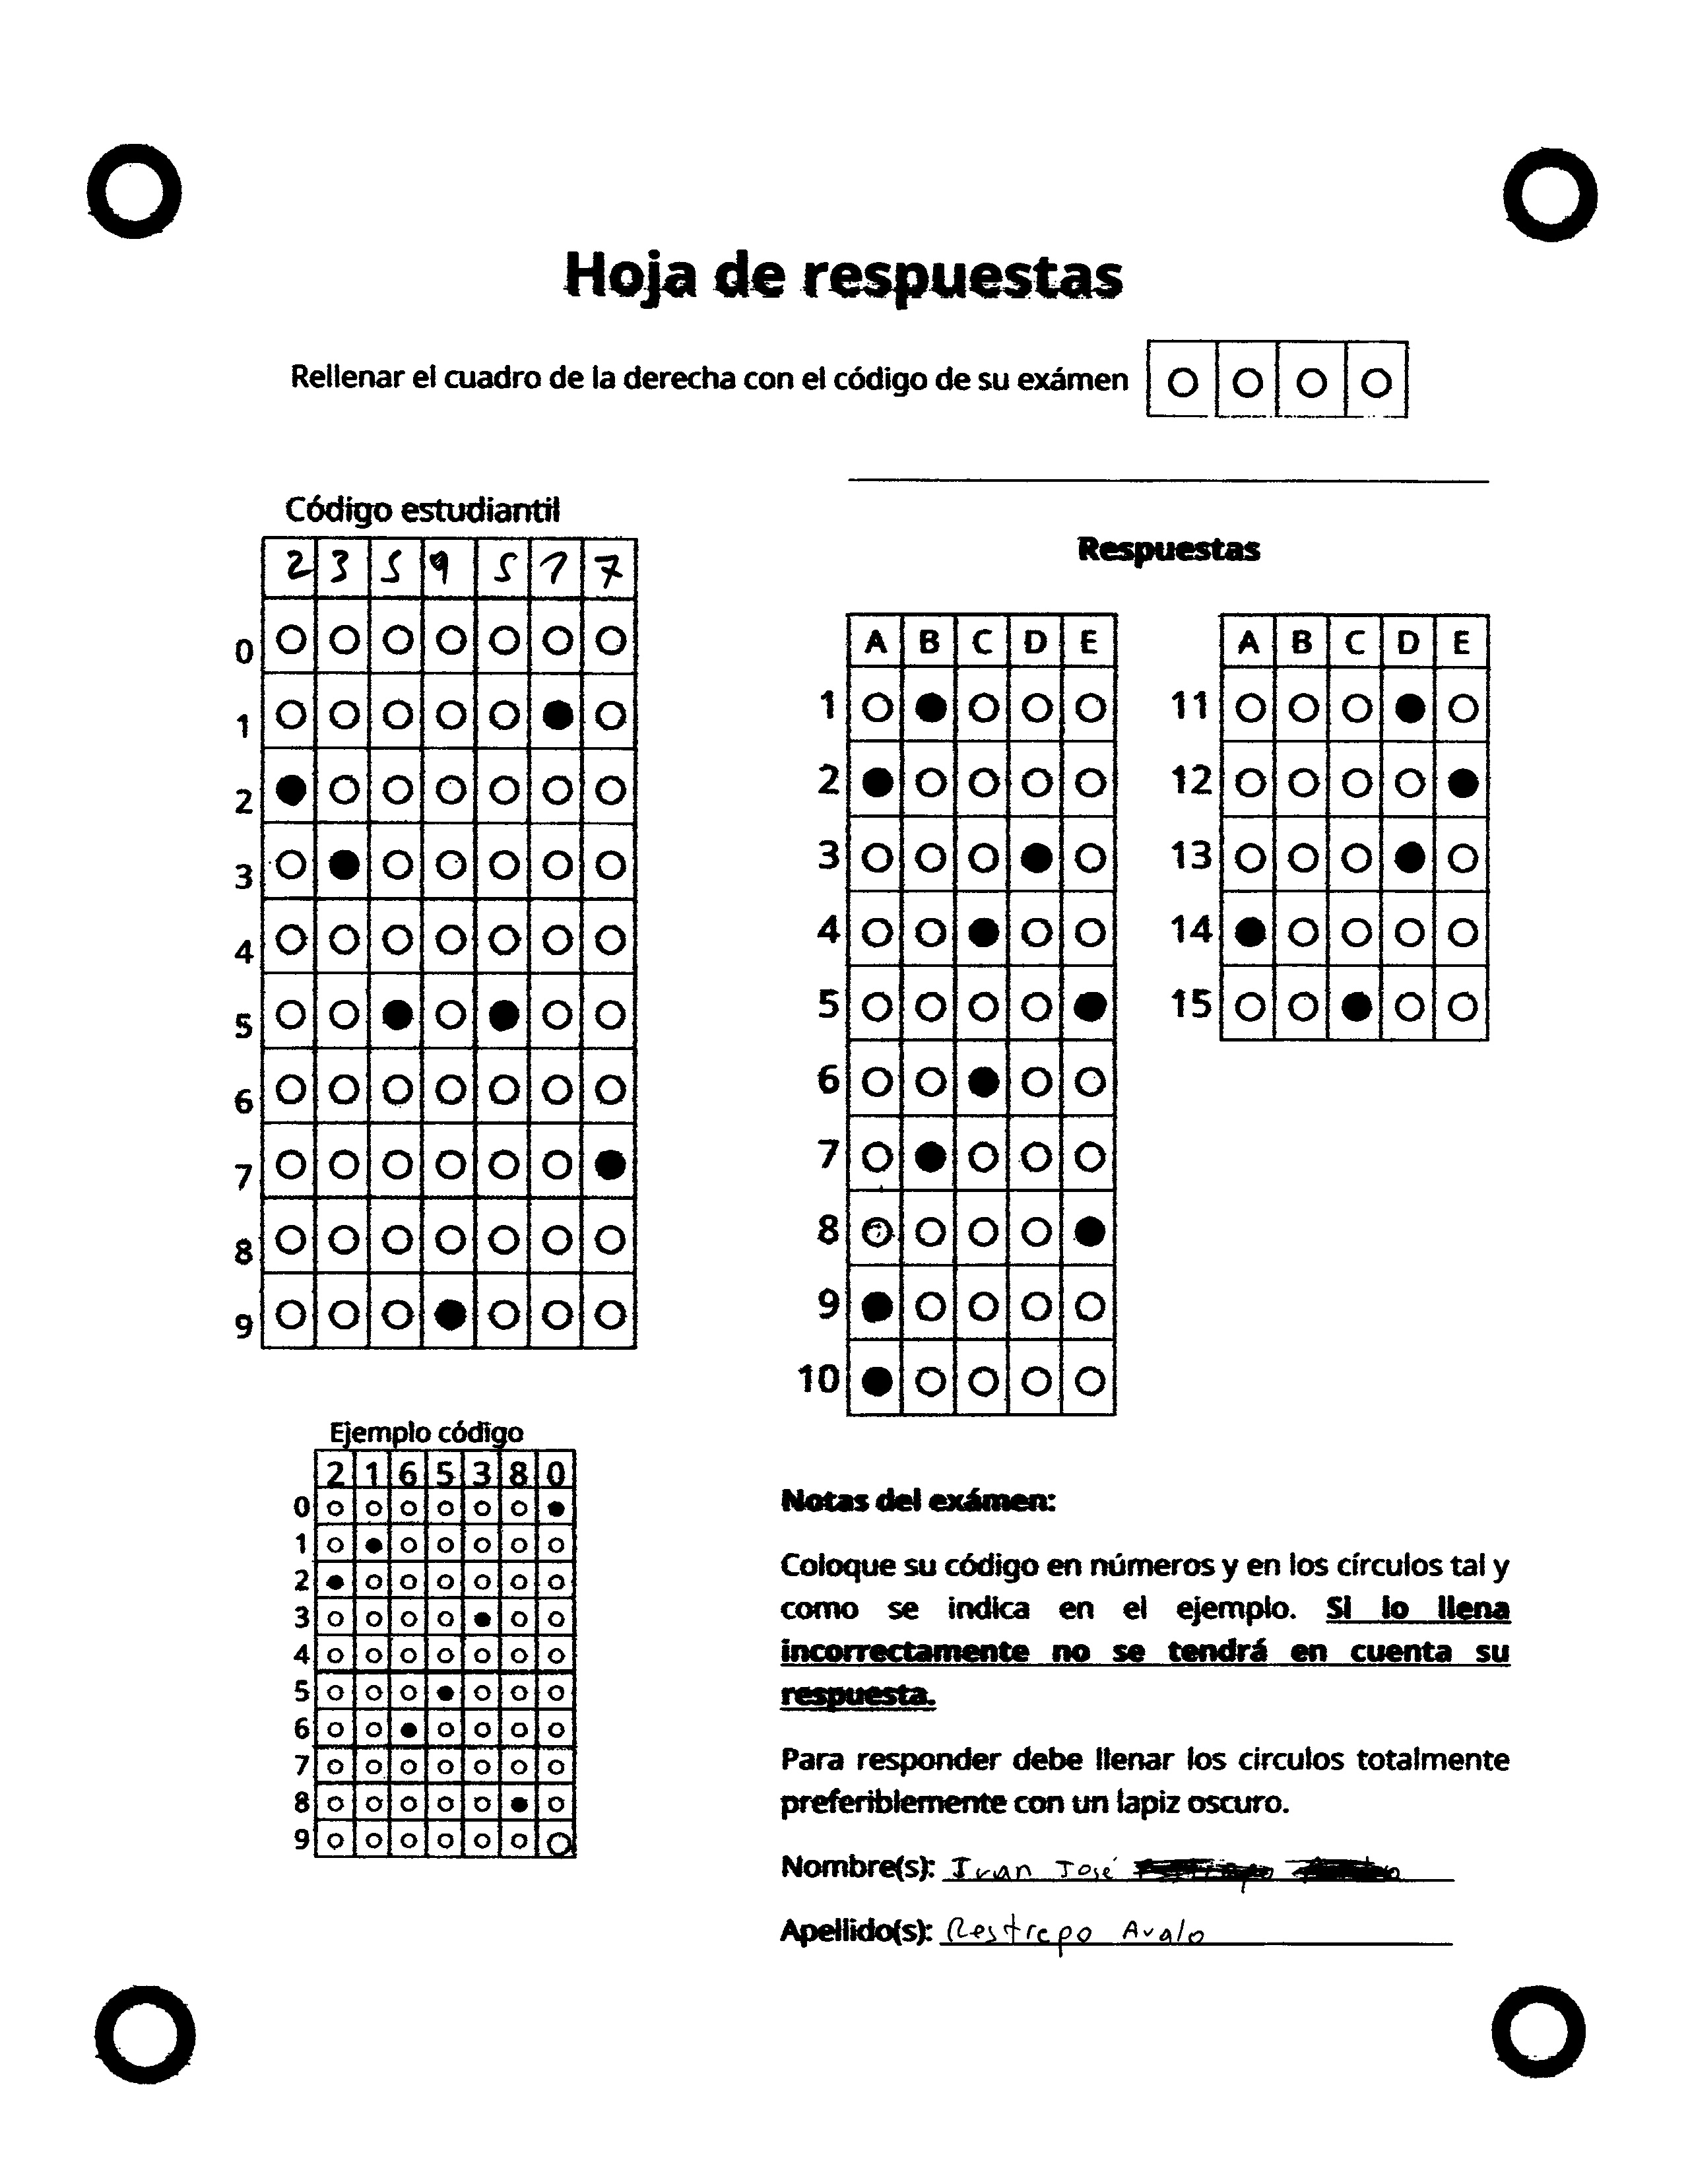 Hoja de respuestas
Rellenar el cuadro de la derecha con el código de su exámen
Código estudiantil
2 3 5 9 5 1 7
0
1
2
3
4
5
6
7
8
9
Ejemplo código
2 1 6 5 3 8 0
0
1
2
3
4
5
6
7
8
9
Respuestas
A B C D E
1
2
3
4
5
6
7
8
9
10
A B C D E
11
12
13
14
15
Notas del exámen:
Coloque su código en números y en los círculos tal y
como se indica en el ejemplo. Si lo llena
incorrectamente no se tendrá en cuenta su
respuesta.
Para responder debe llenar los circulos totalmente
preferiblemente con un lapiz oscuro.
Nombre(s): Ivan José
Apellido(s): Restrepo Avalo